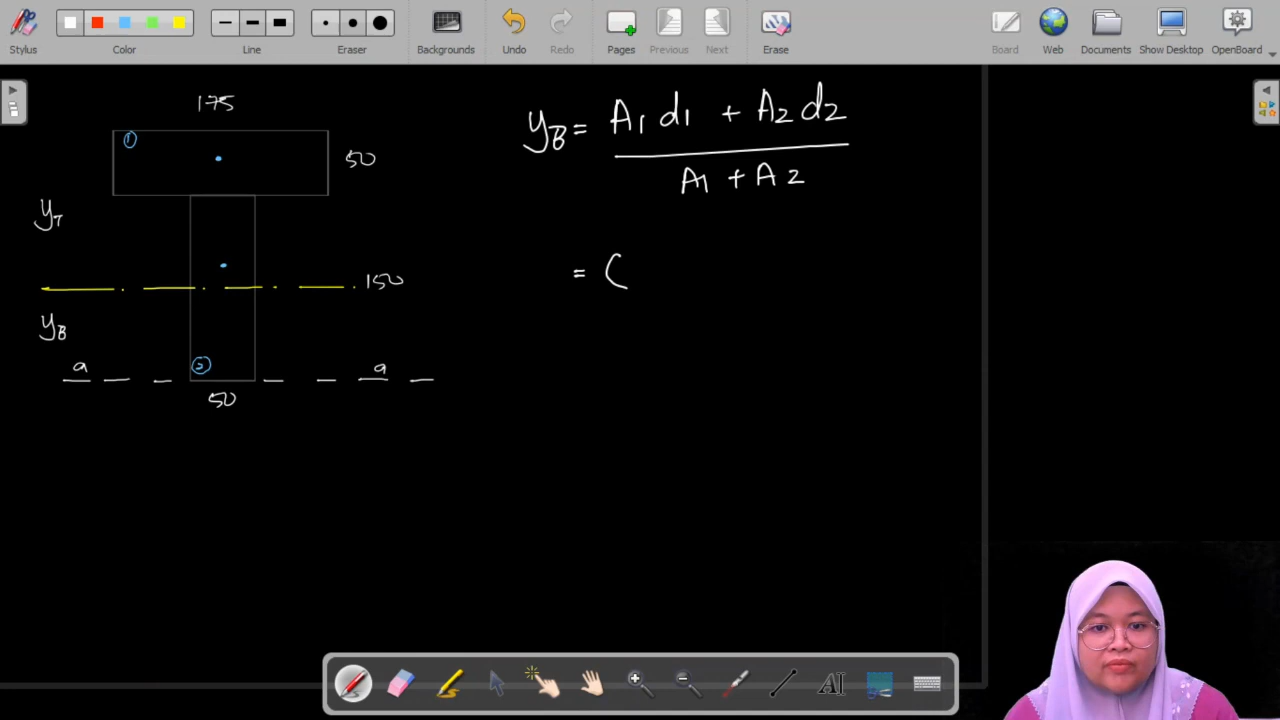 Stylus
Color
Line
Eraser
Backgrounds
Undo
Redo
Pages
Previous
Next
Erase
Board
Web
Documents
Show Desktop
OpenBoard
175
1
50
yT
150
yB
a
a
2
50
yB = A1 d1 + A2 d2
A1 + A2
= (
AI